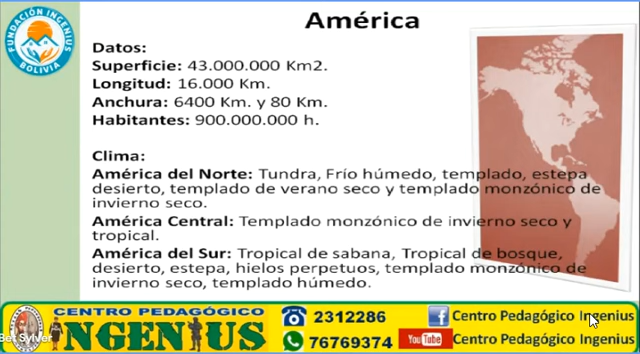 América
FUNDACIÓN INGENIUS
BOLIVIA
Datos:
Superficie: 43.000.000 Km2.
Longitud: 16.000 Km.
Anchura: 6400 Km. y 80 Km.
Habitantes: 900.000.000 h.
Clima:
América del Norte: Tundra, Frío húmedo, templado, estepa
desierto, templado de verano seco y templado monzónico de
invierno seco.
América Central: Templado monzónico de invierno seco y
tropical.
América del Sur: Tropical de sabana, Tropical de bosque,
desierto, estepa, hielos perpetuos, templado monzónico de
invierno seco, templado húmedo.
CENTRO PEDAGÓGICO
INGENIUS
2312286
76769374
f Centro Pedagógico Ingenius
YouTube Centro Pedagógico Ingenius
Bet Sylver